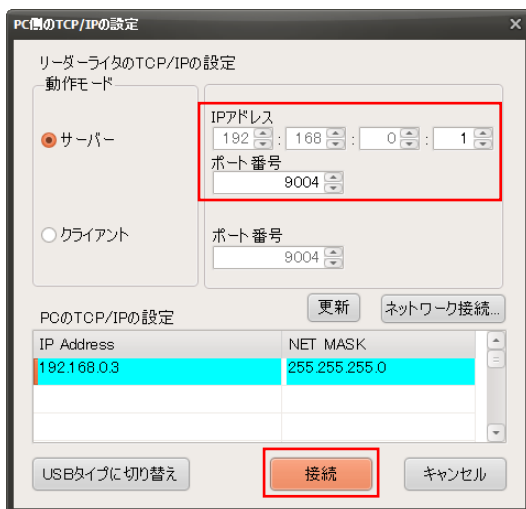 PC側のTCP/IPの設定
リーダーライタのTCP/IPの設定
動作モード
サーバー
IPアドレス
192 : 168 : 0 : 1
ポート番号
9004
クライアント
ポート番号
9004
更新
ネットワーク接続...
PCのTCP/IPの設定
IP Address NET MASK
192.168.0.3 255.255.255.0
USBタイプに切り替え
接続
キャンセル